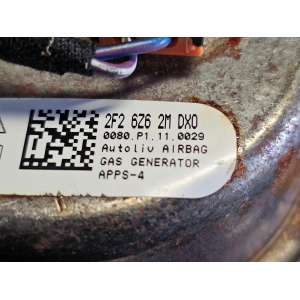 2F2 6Z6 2M DX0
0080.P1.11.0029
Autoliv AIRBAG
GAS GENERATOR
APPS-4